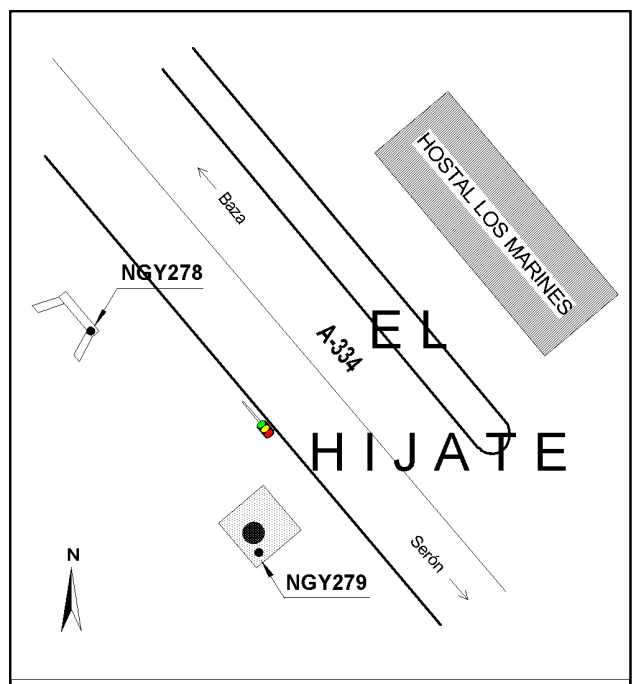 HOSTAL LOS MARINES
Baza
NGY278
A-334
EL
HIJATE
Serón
N
NGY279